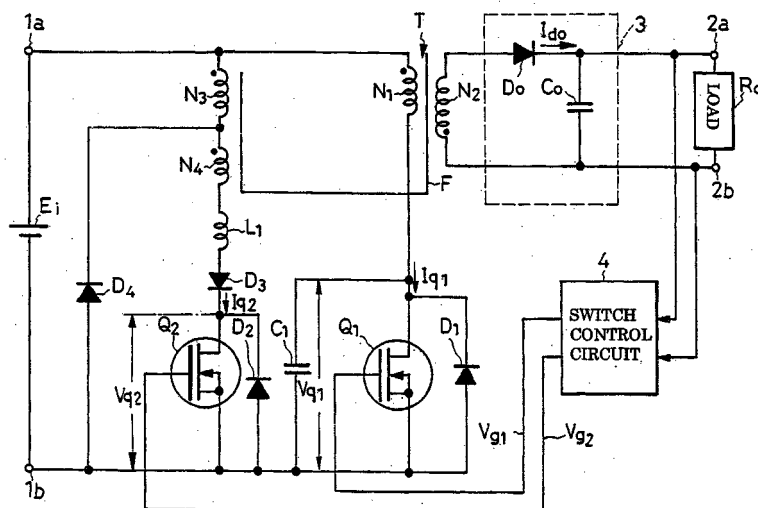 1a
T
Ido
3
2a
N3
N1
N2
Do
Co
LOAD
Ro
N4
F
2b
Ei
L1
D4
D3
Iq2
Iq1
4
Q2
D2
C1
Q1
D1
SWITCH
CONTROL
CIRCUIT
Vq2
Vq1
Vg1
Vg2
1b